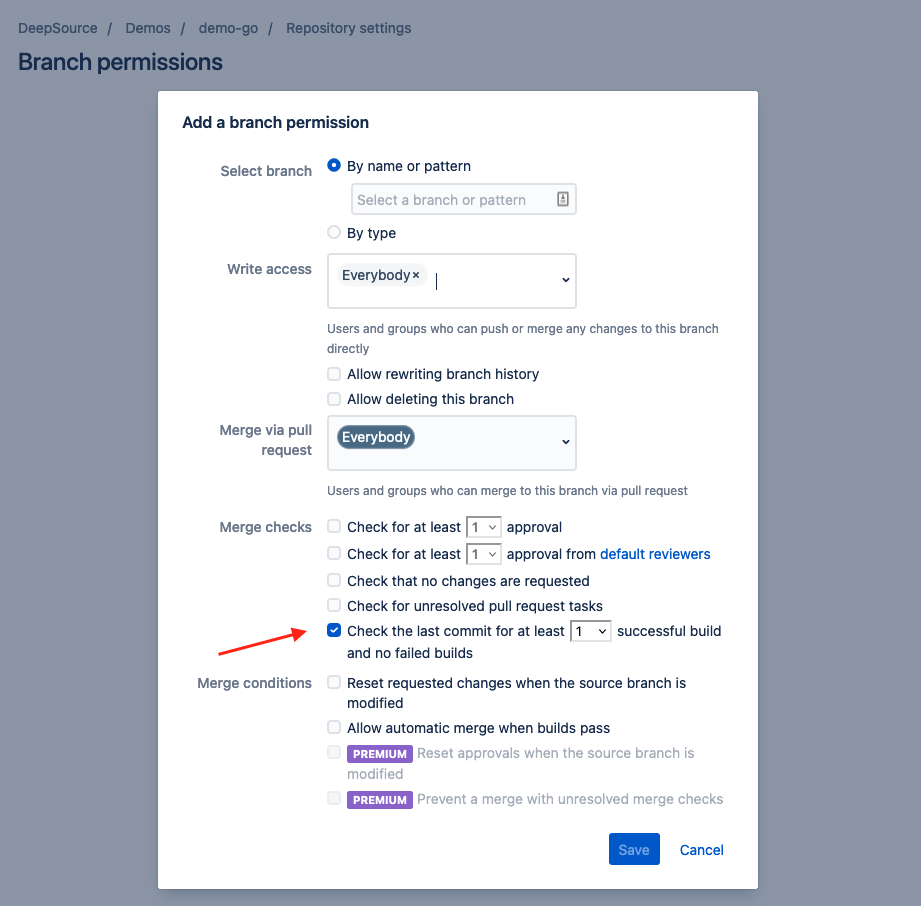 DeepSource / Demos / demo-go / Repository settings
Branch permissions
Add a branch permission
Select branch
By name or pattern
Select a branch or pattern
By type
Write access
Everybody×
Users and groups who can push or merge any changes to this branch
directly
Allow rewriting branch history
Allow deleting this branch
Merge via pull
request
Everybody
Users and groups who can merge to this branch via pull request
Merge checks
Check for at least 1 approval
Check for at least 1 approval from default reviewers
Check that no changes are requested
Check for unresolved pull request tasks
Check the last commit for at least 1 successful build
and no failed builds
Merge conditions
Reset requested changes when the source branch is
modified
Allow automatic merge when builds pass
PREMIUM Reset approvals when the source branch is
modified
PREMIUM Prevent a merge with unresolved merge checks
Save Cancel